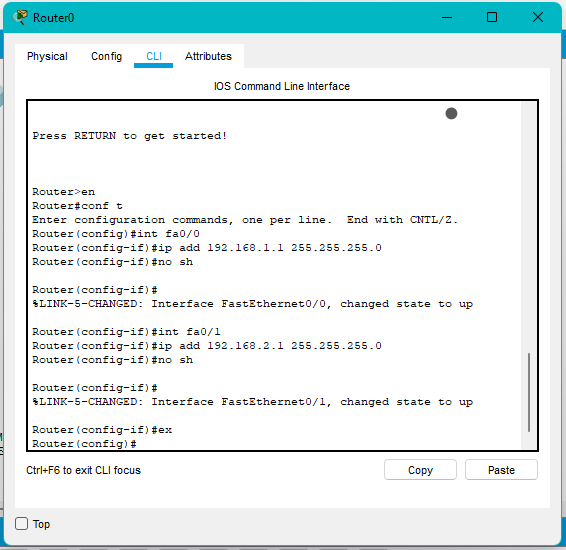 Router0
Physical Config CLI Attributes
IOS Command Line Interface
Press RETURN to get started!
Router>en
Router#conf t
Enter configuration commands, one per line.  End with CNTL/Z.
Router(config)#int fa0/0
Router(config-if)#ip add 192.168.1.1 255.255.255.0
Router(config-if)#no sh
Router(config-if)#
%LINK-5-CHANGED: Interface FastEthernet0/0, changed state to up
Router(config-if)#int fa0/1
Router(config-if)#ip add 192.168.2.1 255.255.255.0
Router(config-if)#no sh
Router(config-if)#
%LINK-5-CHANGED: Interface FastEthernet0/1, changed state to up
Router(config-if)#ex
Router(config)#
Ctrl+F6 to exit CLI focus
Copy Paste
Top